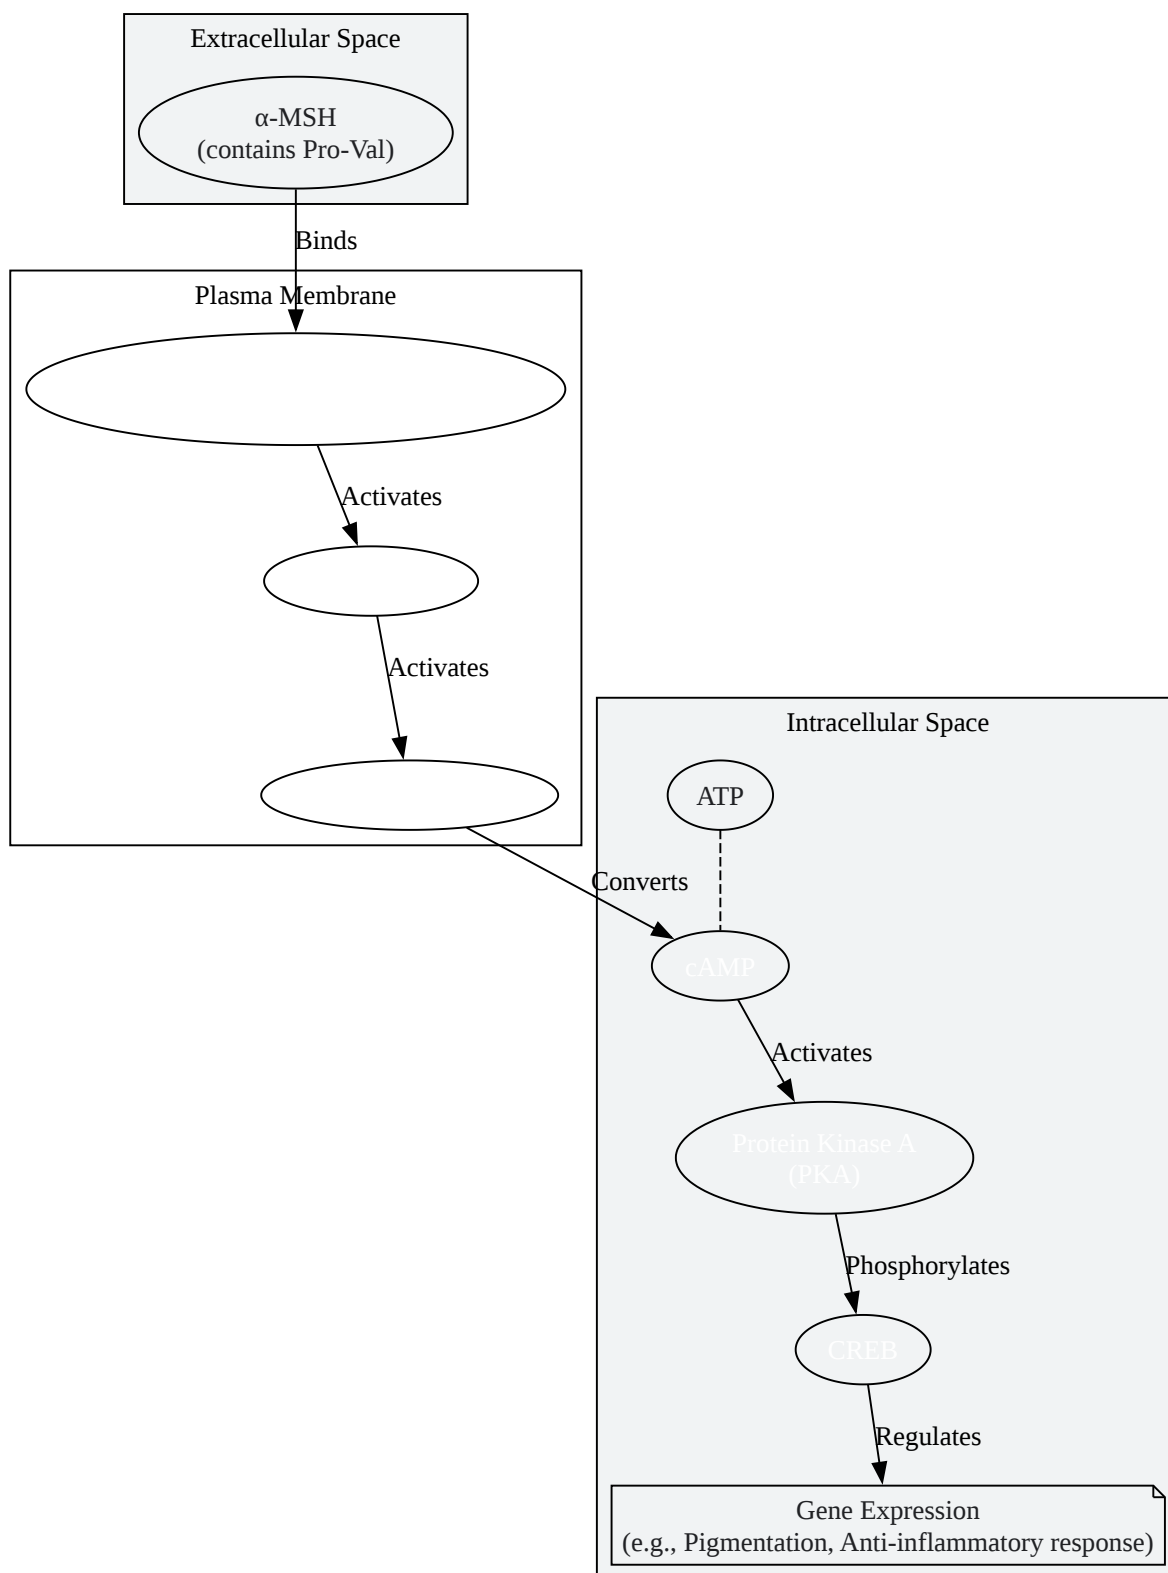 Extracellular Space
α-MSH
(contains Pro-Val)
Binds
Plasma Membrane
Activates
Activates
Intracellular Space
ATP
Converts
cAMP
Activates
Protein Kinase A
(PKA)
Phosphorylates
CREB
Regulates
Gene Expression
(e.g., Pigmentation, Anti-inflammatory response)